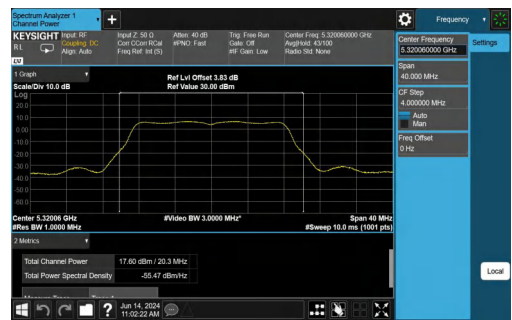 Spectrum Analyzer 1
Channel Power
Frequency
KEYSIGHT Input: RF
RL
Coupling: DC
Align: Auto
Input Z: 50 Ω
Corr CCorr RCal
Freq Ref: Int (S)
Atten: 40 dB
#PNO: Fast
Trig: Free Run
Gate: Off
#IF Gain: Low
Center Freq: 5.320060000 GHz
Avg|Hold: 43/100
Radio Std: None
LVI
1 Graph
Scale/Div 10.0 dB
Ref Lvl Offset 3.83 dB
Ref Value 30.00 dBm
Log
20.0
10.0
0.00
-10.0
-20.0
-30.0
-40.0
-50.0
-60.0
Center 5.32006 GHz
#Res BW 1.0000 MHz
#Video BW 3.0000 MHz*
Span 40 MHz
#Sweep 10.0 ms (1001 pts)
2 Metrics
Total Channel Power 17.60 dBm / 20.3 MHz
Total Power Spectral Density -55.47 dBm/Hz
Center Frequency
5.320060000 GHz
Settings
Span
40.000 MHz
CF Step
4.000000 MHz
Auto
Man
Freq Offset
0 Hz
Local
?
Jun 14, 2024
11:02:22 AM